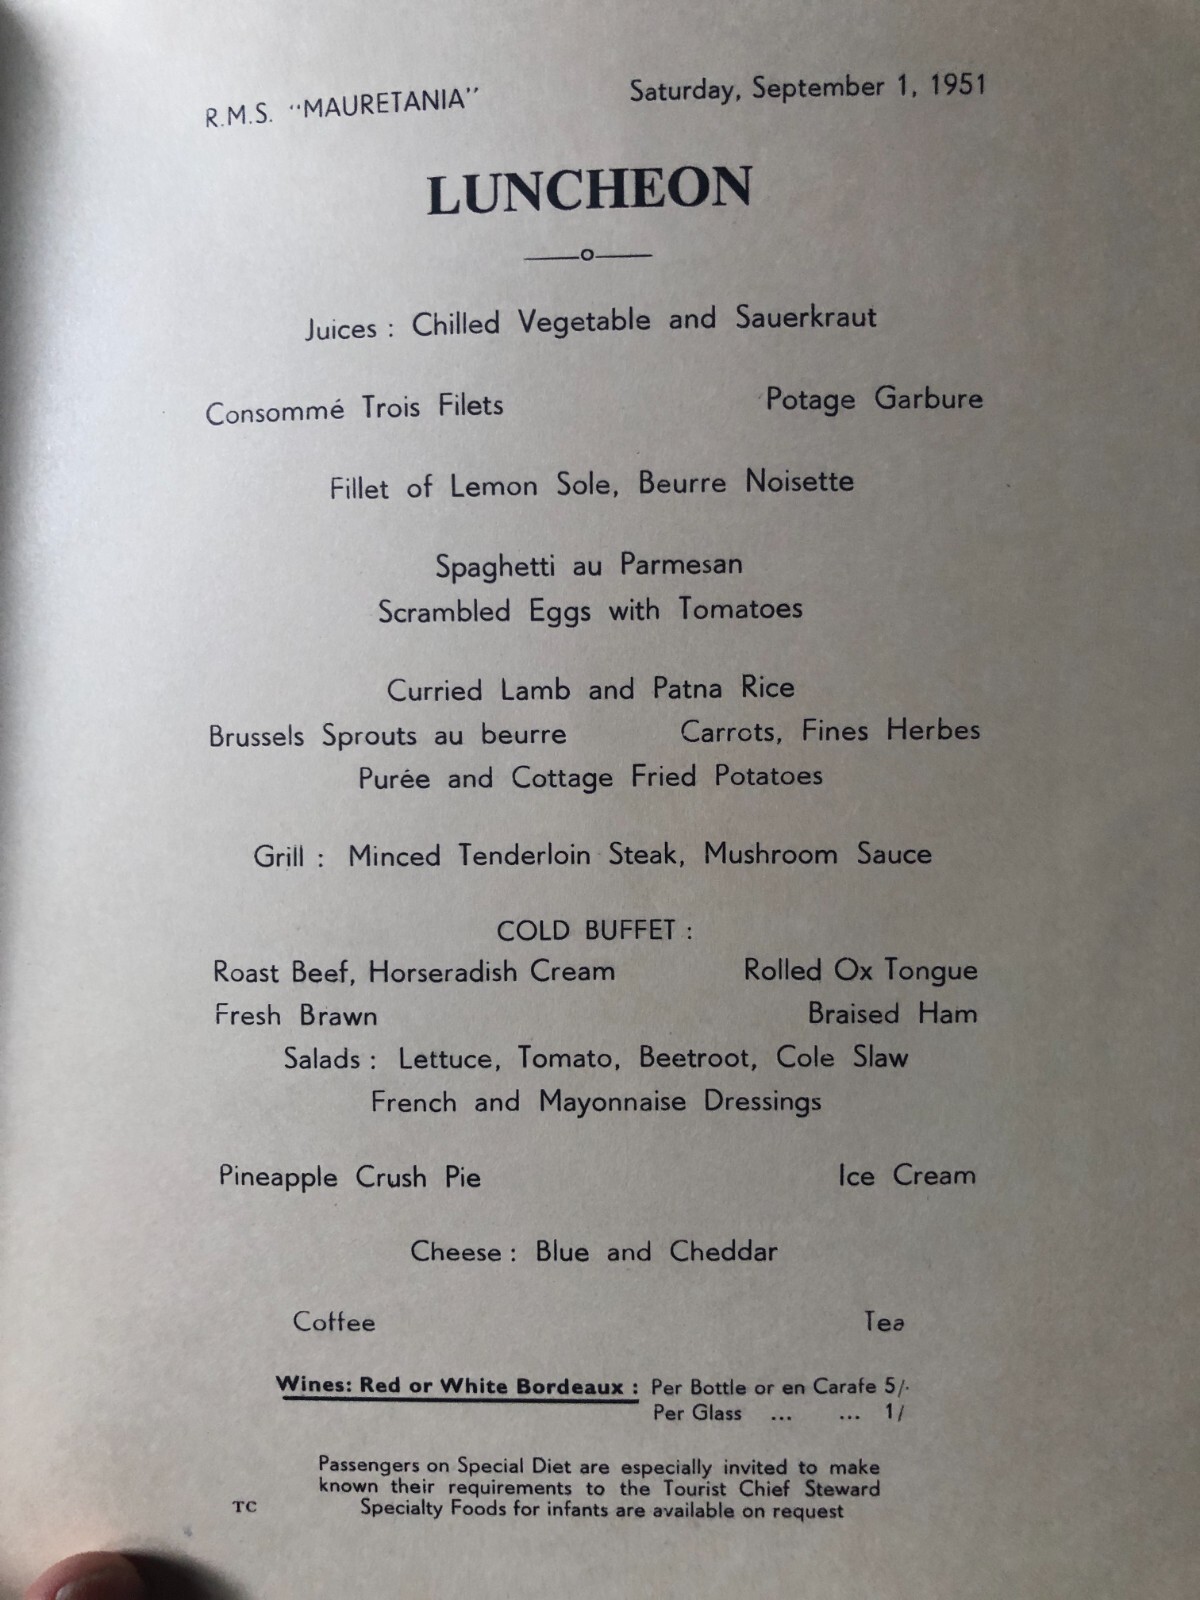 R.M.S. "MAURETANIA" Saturday, September 1, 1951
LUNCHEON
Juices : Chilled Vegetable and Sauerkraut
Consommé Trois Filets Potage Garbure
Fillet of Lemon Sole, Beurre Noisette
Spaghetti au Parmesan
Scrambled Eggs with Tomatoes
Curried Lamb and Patna Rice
Brussels Sprouts au beurre Carrots, Fines Herbes
Purée and Cottage Fried Potatoes
Grill : Minced Tenderloin Steak, Mushroom Sauce
COLD BUFFET :
Roast Beef, Horseradish Cream Rolled Ox Tongue
Fresh Brawn Braised Ham
Salads : Lettuce, Tomato, Beetroot, Cole Slaw
French and Mayonnaise Dressings
Pineapple Crush Pie Ice Cream
Cheese : Blue and Cheddar
Coffee Tea
Wines: Red or White Bordeaux : Per Bottle or en Carafe 5/-
Per Glass ... ... 1/
Passengers on Special Diet are especially invited to make
known their requirements to the Tourist Chief Steward
TC Specialty Foods for infants are available on request